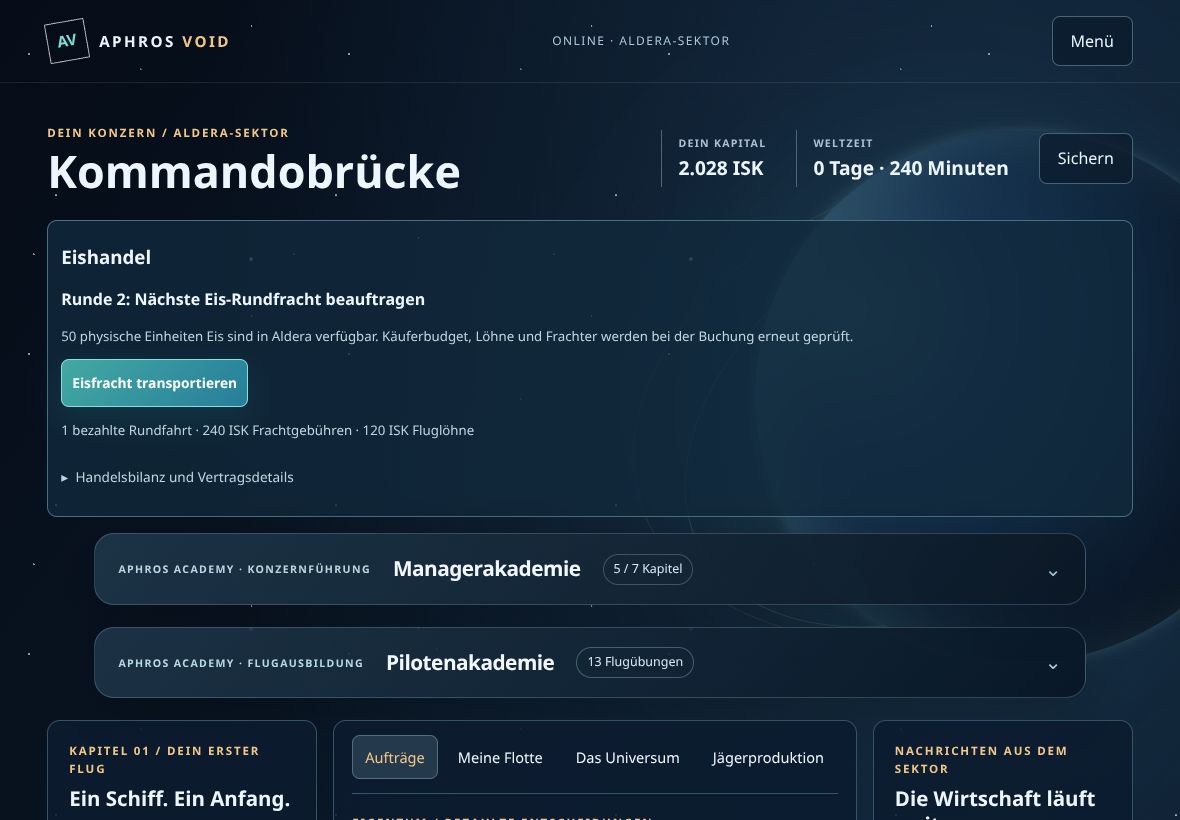 AV
APHROS VOID
ONLINE · ALDERA-SEKTOR
Menü
DEIN KONZERN / ALDERA-SEKTOR
Kommandobrücke
DEIN KAPITAL
2.028 ISK
WELTZEIT
0 Tage · 240 Minuten
Sichern
Eishandel
Runde 2: Nächste Eis-Rundfracht beauftragen
50 physische Einheiten Eis sind in Aldera verfügbar. Käuferbudget, Löhne und Frachter werden bei der Buchung erneut geprüft.
Eisfracht transportieren
1 bezahlte Rundfahrt · 240 ISK Frachtgebühren · 120 ISK Fluglöhne
▸ Handelsbilanz und Vertragsdetails
APHROS ACADEMY · KONZERNFÜHRUNG
Managerakademie
5 / 7 Kapitel
APHROS ACADEMY · FLUGAUSBILDUNG
Pilotenakademie
13 Flugübungen
KAPITEL 01 / DEIN ERSTER
FLUG
Ein Schiff. Ein Anfang.
Aufträge
Meine Flotte
Das Universum
Jägerproduktion
NACHRICHTEN AUS DEM
SEKTOR
Die Wirtschaft läuft